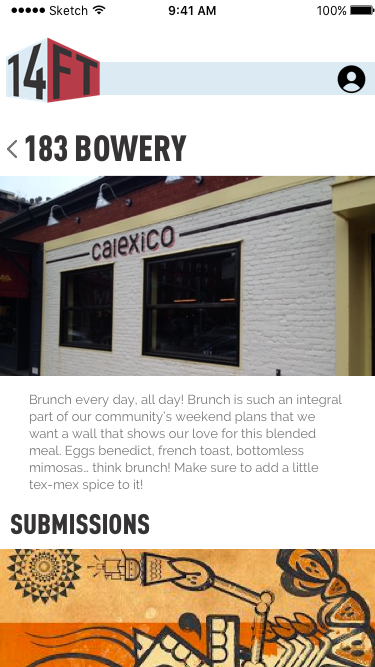 Sketch 9:41 AM 100%
14FT
183 BOWERY
calexico
Brunch every day, all day! Brunch is such an integral
part of our community's weekend plans that we
want a wall that shows our love for this blended
meal. Eggs benedict, french toast, bottomless
mimosas... think brunch! Make sure to add a little
tex-mex spice to it!
SUBMISSIONS